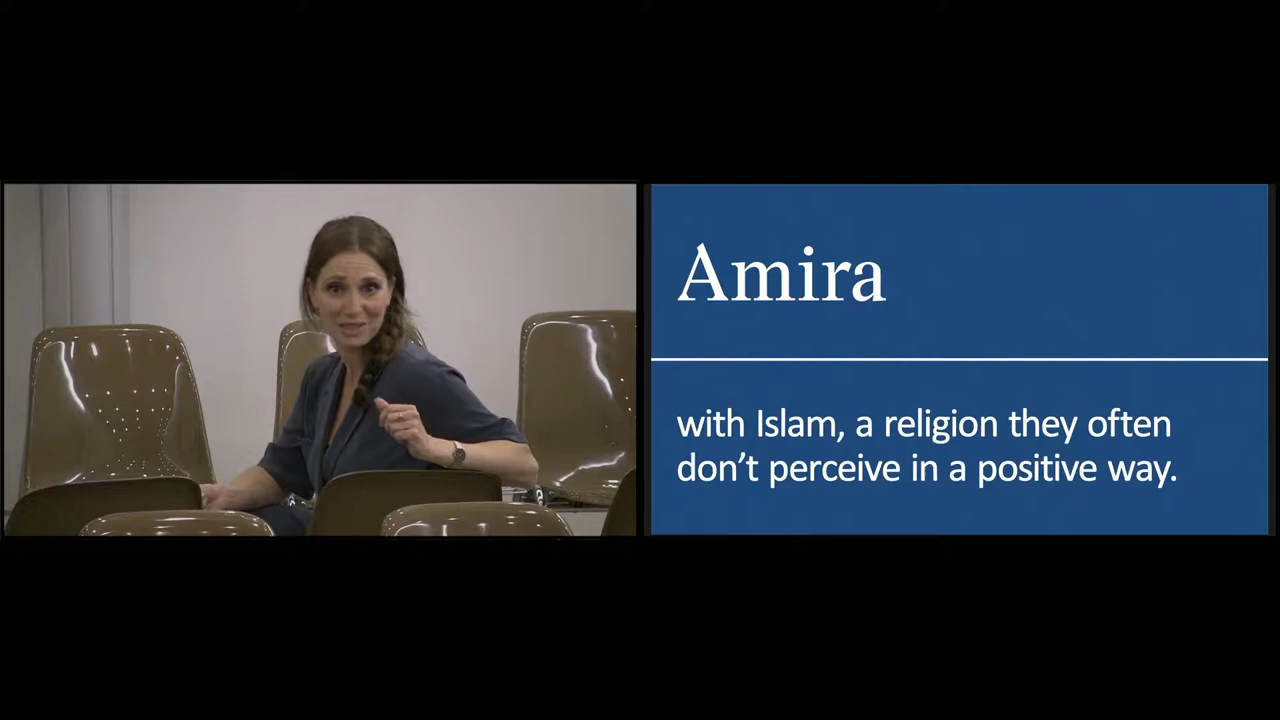 Amira
with Islam, a religion they often
don’t perceive in a positive way.